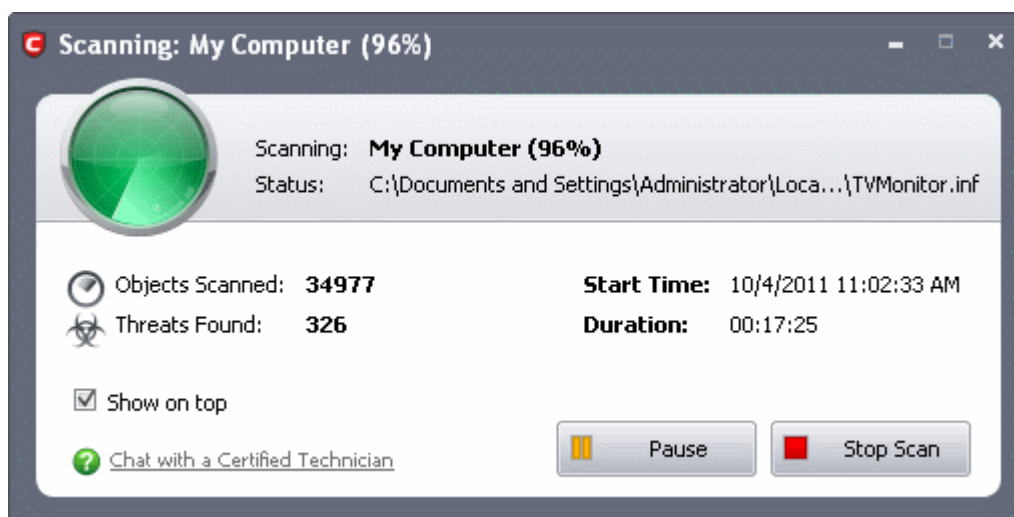 Scanning: My Computer (96%)
Scanning: My Computer (96%)
Status: C:\Documents and Settings\Administrator\Loca...\TVMonitor.inf
Objects Scanned: 34977 Start Time: 10/4/2011 11:02:33 AM
Threats Found: 326 Duration: 00:17:25
Show on top
Chat with a Certified Technician
Pause Stop Scan